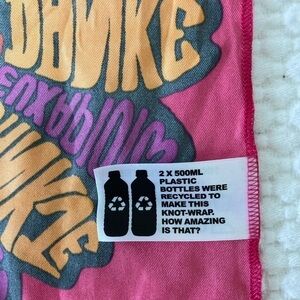 DANKE
2 X 500ML
PLASTIC
BOTTLES WERE
RECYCLED TO
MAKE THIS
KNOT-WRAP.
HOW AMAZING
IS THAT?